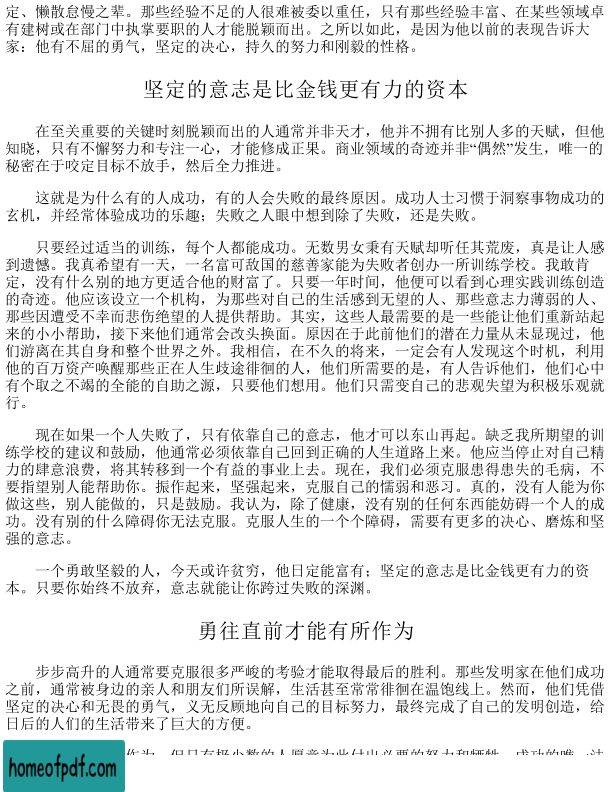 定、懒散怠慢之辈。那些经验不足的人很难被委以重任，只有那些经验丰富、在某些领域卓
有建树或在部门中执掌要职的人才能脱颖而出。之所以如此，是因为他以前的表现告诉大
家：他有不屈的勇气，坚定的决心，持久的努力和刚毅的性格。
坚定的意志是比金钱更有力的资本
在至关重要的关键时刻脱颖而出的人通常并非天才，他并不拥有比别人多的天赋，但他
知晓，只有不懈努力和专注一心，才能修成正果。商业领域的奇迹并非“偶然”发生，唯一的
秘密在于咬定目标不放手，然后全力推进。
这就是为什么有的人成功，有的人会失败的最终原因。成功人士习惯于洞察事物成功的
玄机，并经常体验成功的乐趣；失败之人眼中想到除了失败，还是失败。
只要经过适当的训练，每个人都能成功。无数男女秉有天赋却听任其荒废，真是让人感
到遗憾。我真希望有一天，一名富可敌国的慈善家能为失败者创办一所训练学校。我敢肯
定，没有什么别的地方更适合他的财富了。只要一年时间，他便可以看到心理实践训练创造
的奇迹。他应该设立一个机构，为那些对自己的生活感到无望的人、那些意志力薄弱的人、
那些因遭受不幸而悲伤绝望的人提供帮助。其实，这些人最需要的是一些能让他们重新站起
来的小小帮助，接下来他们通常会改头换面。原因在于此前他们的潜在力量从未显现过，他
们游离在其自身和整个世界之外。我相信，在不久的将来，一定会有人发现这个时机，利用
他的百万资产唤醒那些正在人生歧途徘徊的人，他们所需要的是，有人告诉他们，他们心中
有个取之不竭的全能的自助之源，只要他们想用。他们只需变自己的悲观失望为积极乐观就
行。
现在如果一个人失败了，只有依靠自己的意志，他才可以东山再起。缺乏我所期望的训
练学校的建议和鼓励，他通常必须依靠自己回到正确的人生道路上来。他应当停止对自己精
力的肆意浪费，将其转移到一个有益的事业上去。现在，我们必须克服患得患失的毛病，不
要指望别人能帮助你。振作起来，坚强起来，克服自己的懦弱和恶习。真的，没有人能为你
做这些，别人能做的，只是鼓励。我认为，除了健康，没有别的任何东西能妨碍一个人的成
功。没有别的什么障碍你无法克服。克服人生的一个个障碍，需要有更多的决心、磨炼和坚
强的意志。
一个勇敢坚毅的人，今天或许贫穷，他日定能富有；坚定的意志是比金钱更有力的资
本。只要你始终不放弃，意志就能让你跨过失败的深渊。
勇往直前才能有所作为
步步高升的人通常要克服很多严峻的考验才能取得最后的胜利。那些发明家在他们成功
之前，通常被身边的亲人和朋友们所误解，生活甚至常常徘徊在温饱线上。然而，他们凭借
坚定的决心和无畏的勇气，义无反顾地向自己的目标努力，最终完成了自己的发明创造，给
日后的人们的生活带来了巨大的方便。
homeofpdf.com